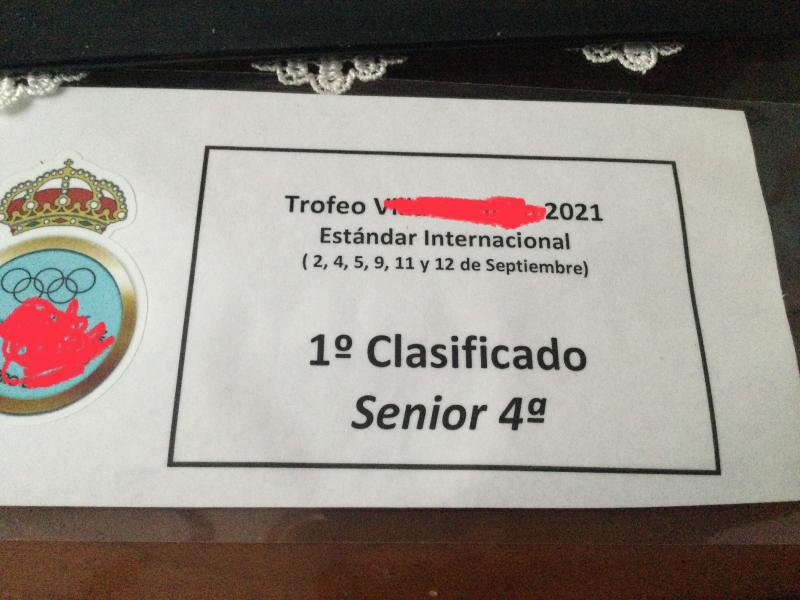 Trofeo 2021
Estándar Internacional
( 2, 4, 5, 9, 11 y 12 de Septiembre)
1º Clasificado
Senior 4ª